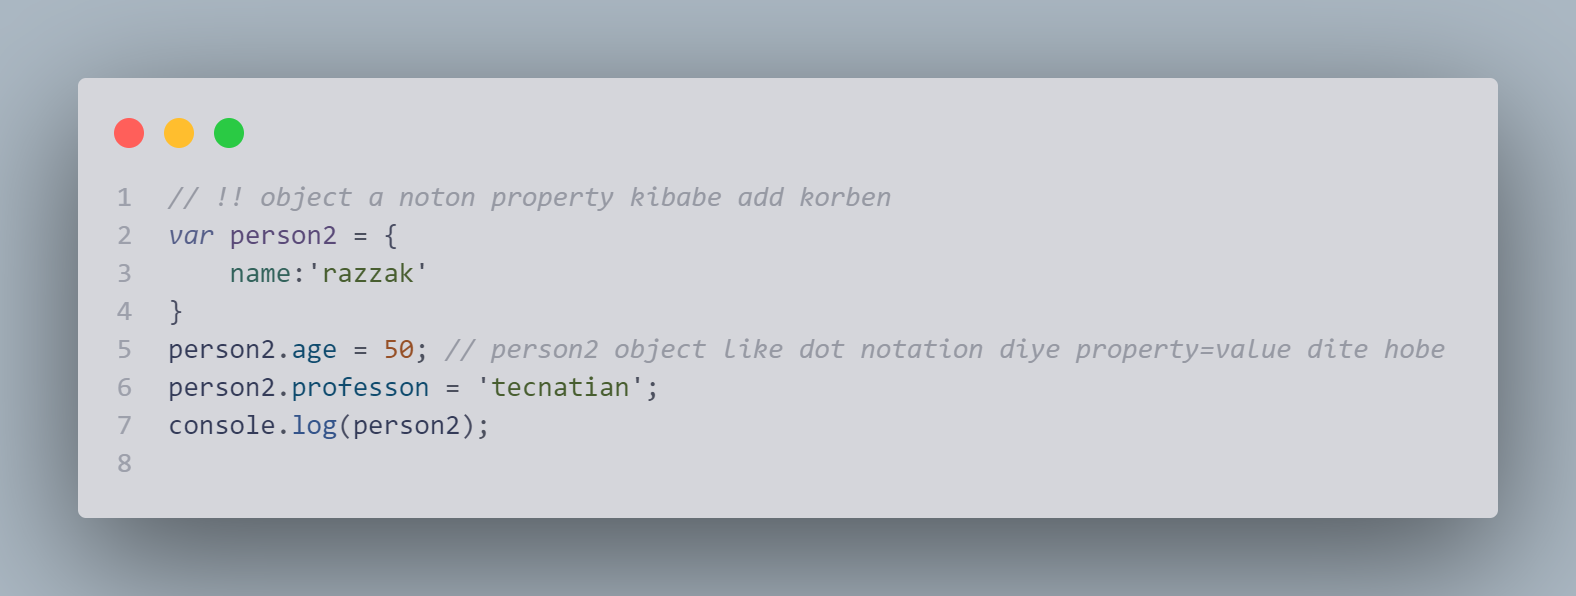 1 // !! object a noton property kibabe add korben
2 var person2 = {
3     name:'razzak'
4 }
5 person2.age = 50; // person2 object like dot notation diye property=value dite hobe
6 person2.professon = 'tecnatian';
7 console.log(person2);
8